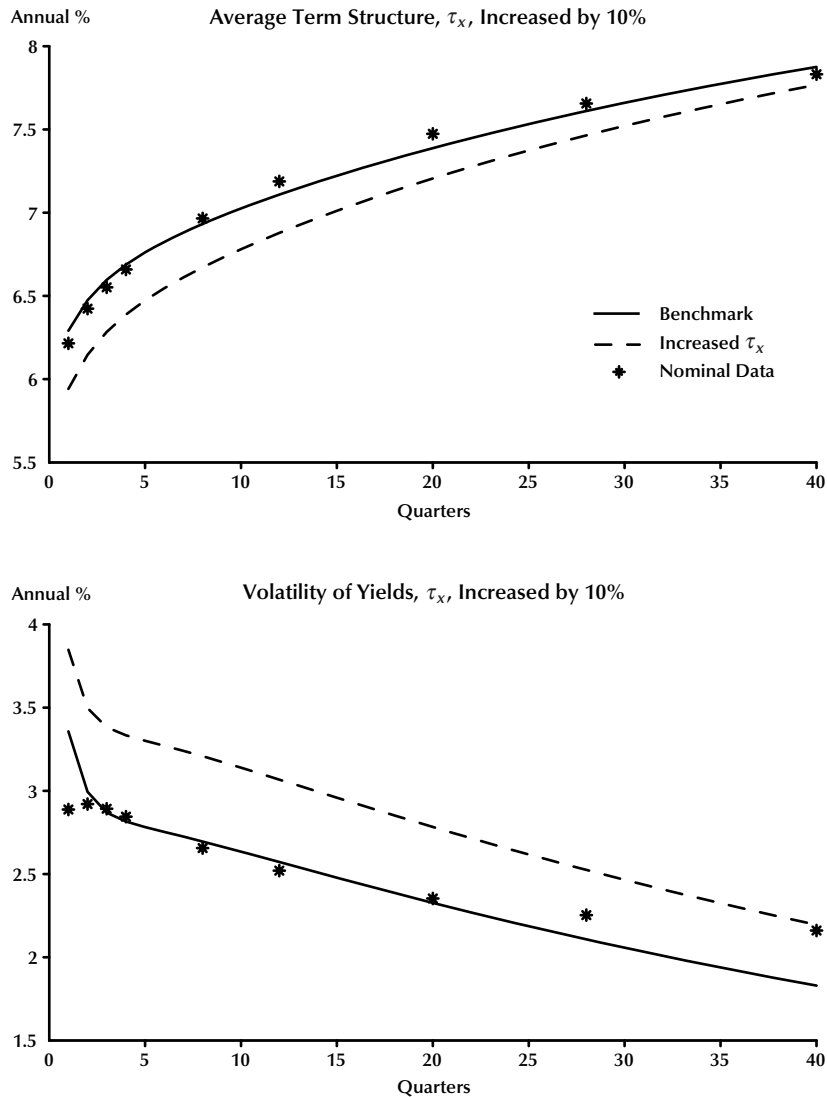 Annual %
Average Term Structure, τx, Increased by 10%
8
7.5
7
6.5
6
5.5
Benchmark
Increased τx
Nominal Data
0 5 10 15 20 25 30 35 40
Quarters
Annual %
Volatility of Yields, τx, Increased by 10%
4
3.5
3
2.5
2
1.5
0 5 10 15 20 25 30 35 40
Quarters